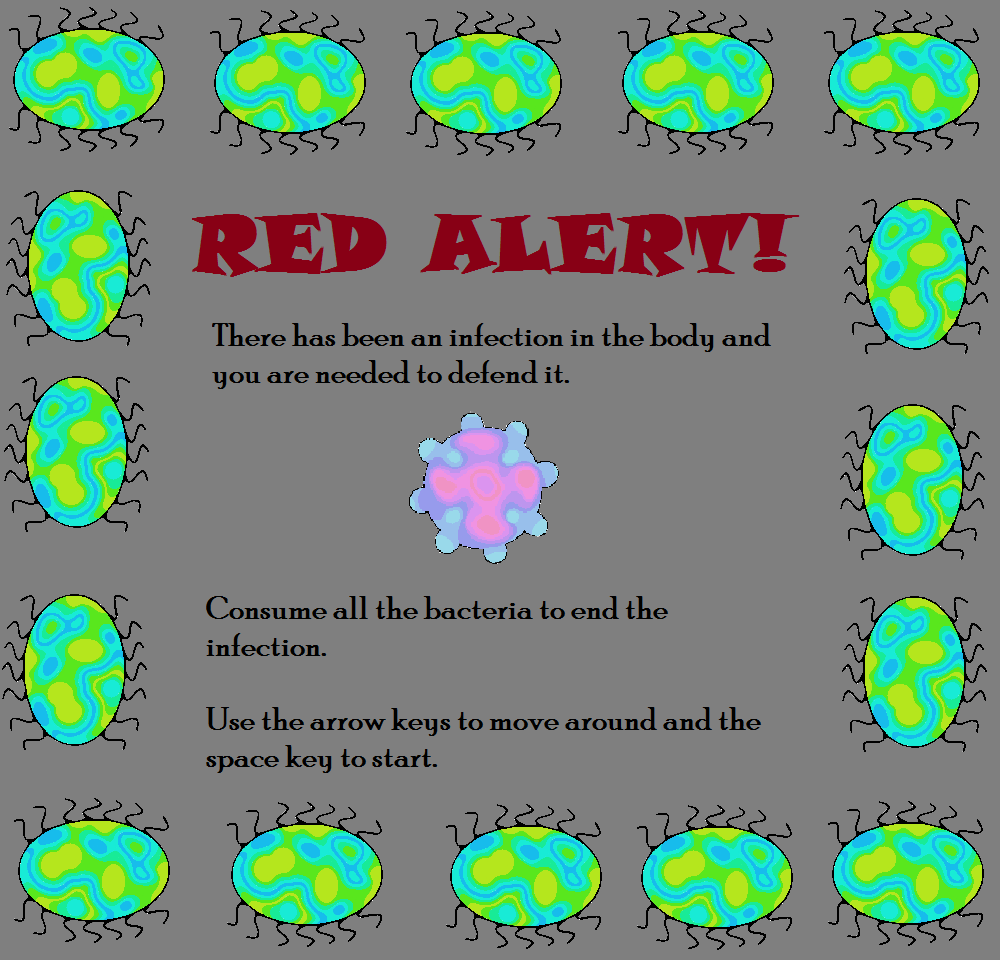 RED ALERT!
There has been an infection in the body and
you are needed to defend it.
Consume all the bacteria to end the
infection.
Use the arrow keys to move around and the
space key to start.